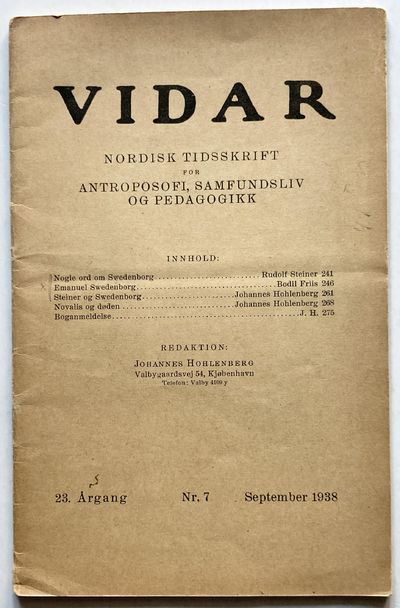 VIDAR
NORDISK TIDSSKRIFT
FOR
ANTROPOSOFI, SAMFUNDSLIV
OG PEDAGOGIKK
INNHOLD:
Nogle ord om Swedenborg Rudolf Steiner 241
Emanuel Swedenborg Bodil Friis 246
Steiner og Swedenborg Johannes Hohlenberg 261
Novalis og døden Johannes Hohlenberg 268
Boganmeldelse J. H. 275
REDAKTION:
JOHANNES HOHLENBERG
Valbygaardsvej 54, Kjøbenhavn
Telefon: Valby 4909 y
23. Årgang Nr. 7 September 1938